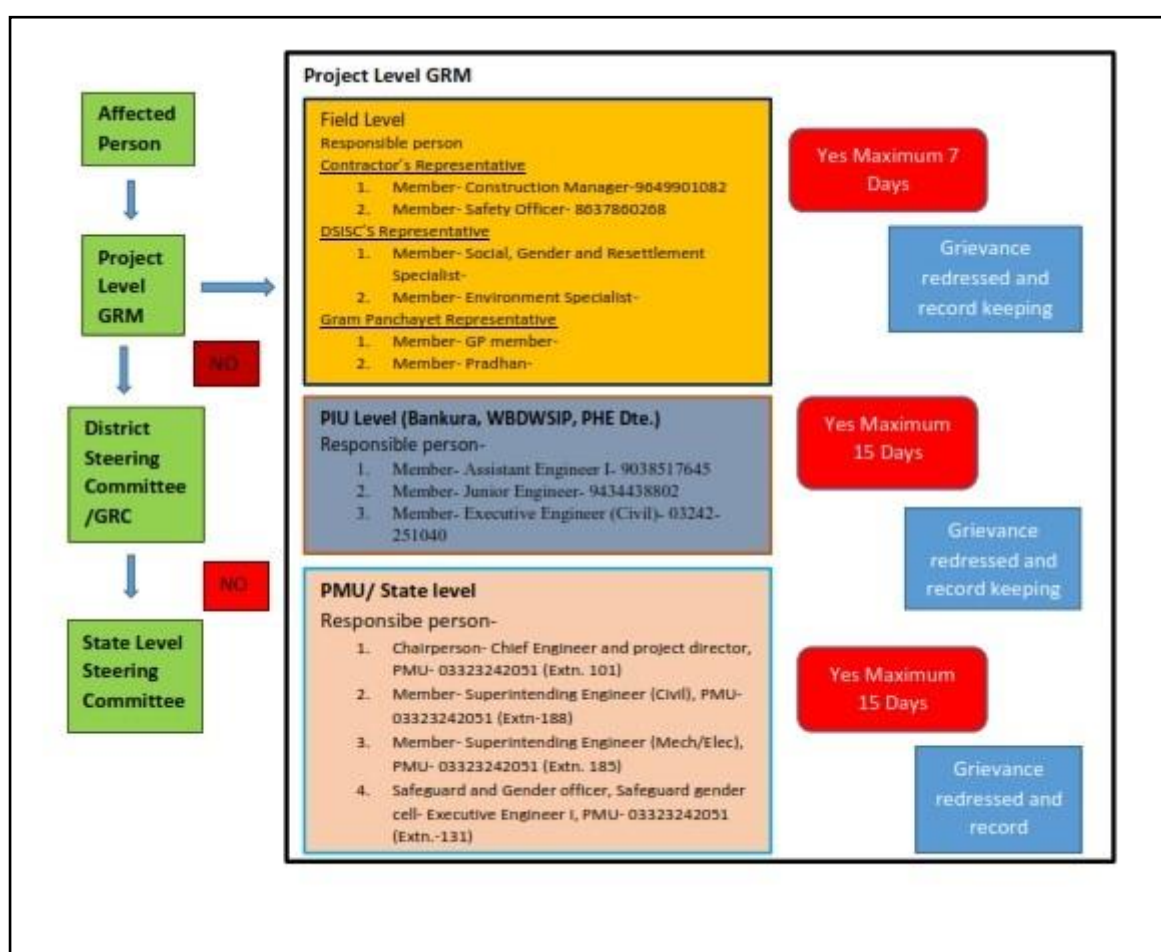 Affected
Person
Project
Level
GRM
NO
District
Steering
Committee
/GRC
NO
State Level
Steering
Committee
Project Level GRM
Field Level
Responsible person
Contractor's Representative
1. Member- Construction Manager-9649901082
2. Member- Safety Officer- 8637860268
DSISC'S Representative
1. Member- Social, Gender and Resettlement
Specialist-
2. Member- Environment Specialist-
Gram Panchayet Representative
1. Member- GP member-
2. Member- Pradhan-
Yes Maximum 7
Days
Grievance
redressed and
record keeping
PIU Level (Bankura, WBDWSIP, PHE Dte.)
Responsible person-
1. Member- Assistant Engineer I- 9038517645
2. Member- Junior Engineer- 9434438802
3. Member- Executive Engineer (Civil)- 03242-
251040
Yes Maximum
15 Days
Grievance
redressed and
record keeping
PMU/ State level
Responsibe person-
1. Chairperson- Chief Engineer and project director,
PMU- 03323242051 (Extn. 101)
2. Member- Superintending Engineer (Civil), PMU-
03323242051 (Extn-188)
3. Member- Superintending Engineer (Mech/Elec),
PMU- 03323242051 (Extn. 185)
4. Safeguard and Gender officer, Safeguard gender
cell- Executive Engineer I, PMU- 03323242051
(Extn.-131)
Yes Maximum
15 Days
Grievance
redressed and
record